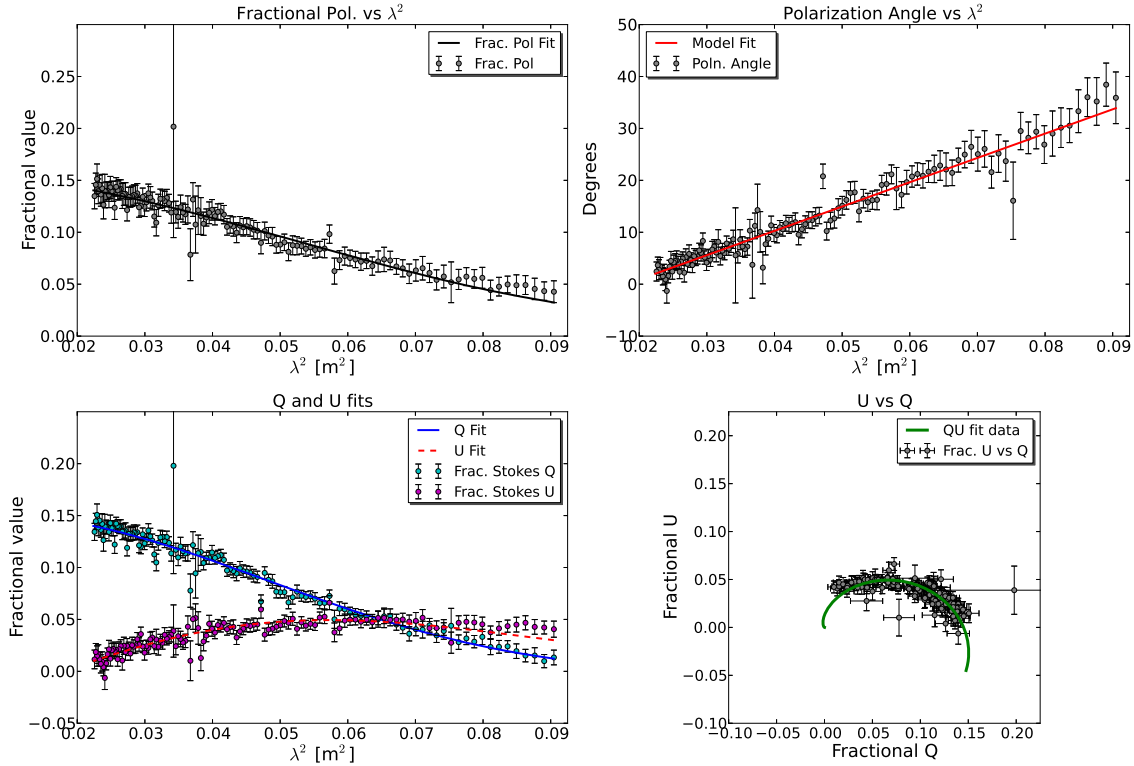 Fractional Pol. vs λ²
Fractional value
0.25
0.20
0.15
0.10
0.05
0.00
Frac. Pol Fit
Frac. Pol
0.02 0.03 0.04 0.05 0.06 0.07 0.08 0.09
λ² [m²]
Polarization Angle vs λ²
Degrees
50
40
30
20
10
0
−10
Model Fit
Poln. Angle
0.02 0.03 0.04 0.05 0.06 0.07 0.08 0.09
λ² [m²]
Q and U fits
Fractional value
0.20
0.15
0.10
0.05
0.00
−0.05
Q Fit
U Fit
Frac. Stokes Q
Frac. Stokes U
0.02 0.03 0.04 0.05 0.06 0.07 0.08 0.09
λ² [m²]
U vs Q
Fractional U
0.20
0.15
0.10
0.05
0.00
−0.05
−0.10
QU fit data
Frac. U vs Q
−0.10 −0.05 0.00 0.05 0.10 0.15 0.20
Fractional Q